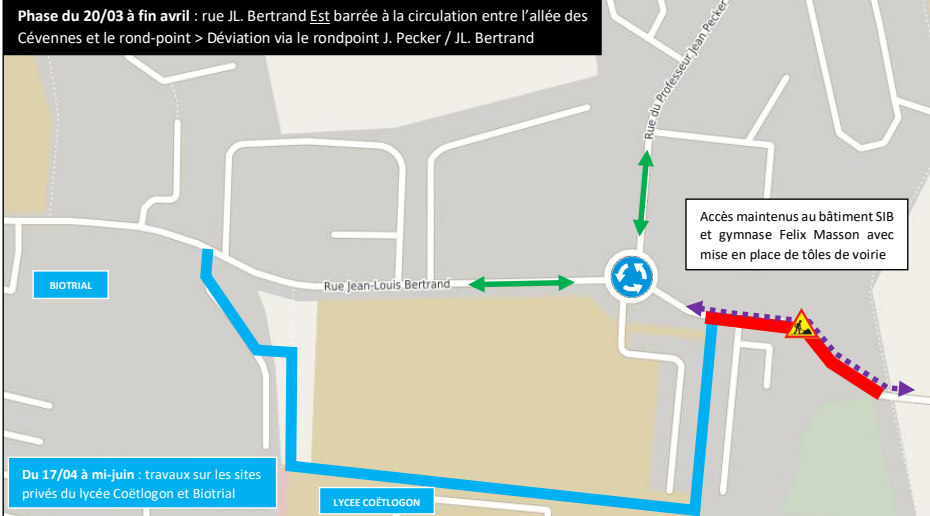 Phase du 20/03 à fin avril : rue JL. Bertrand Est barrée à la circulation entre l'allée des
Cévennes et le rond-point > Déviation via le rondpoint J. Pecker / JL. Bertrand
Rue du Professeur Jean Pecker
Accès maintenus au bâtiment SIB
et gymnase Felix Masson avec
mise en place de tôles de voirie
BIOTRIAL
Rue Jean-Louis Bertrand
Du 17/04 à mi-juin : travaux sur les sites
privés du lycée Coëtlogon et Biotrial
LYCEE COËTLOGON